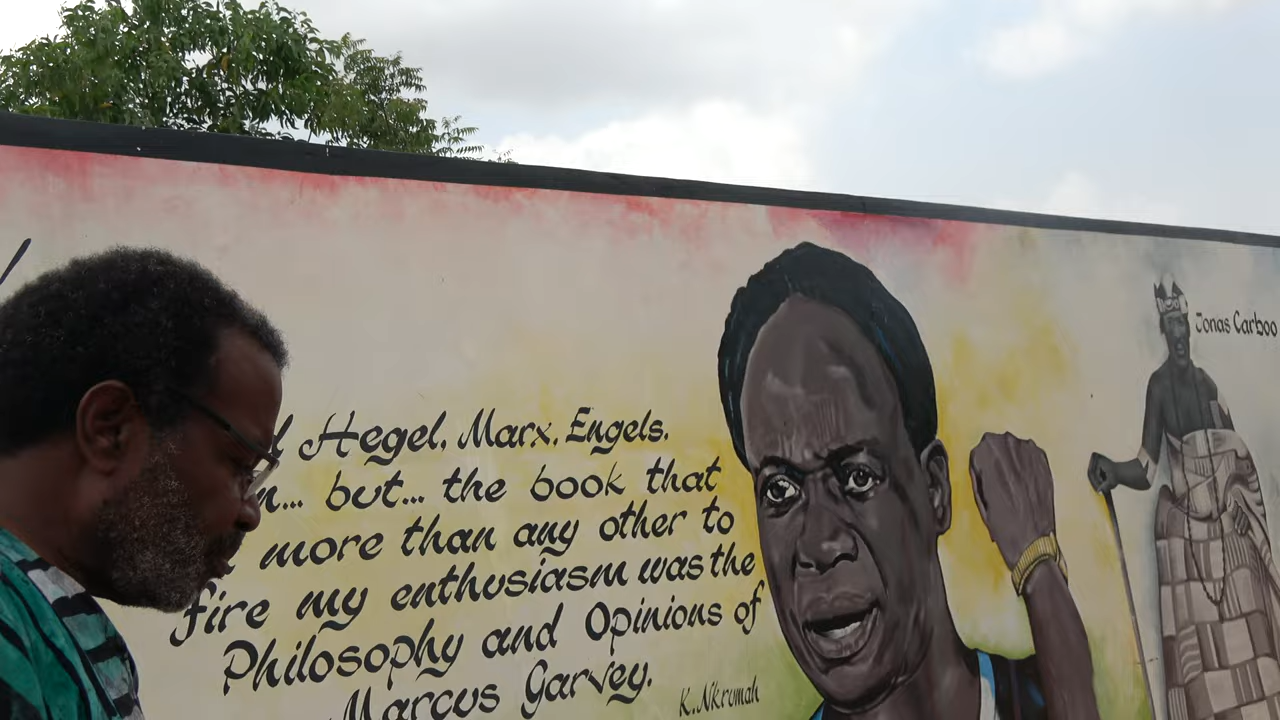 Hegel, Marx, Engels.
but... the book that
more than any other to
fire my enthusiasm was the
Philosophy and Opinions of
Marcus Garvey.
K. Nkrumah
Jonas Carboo